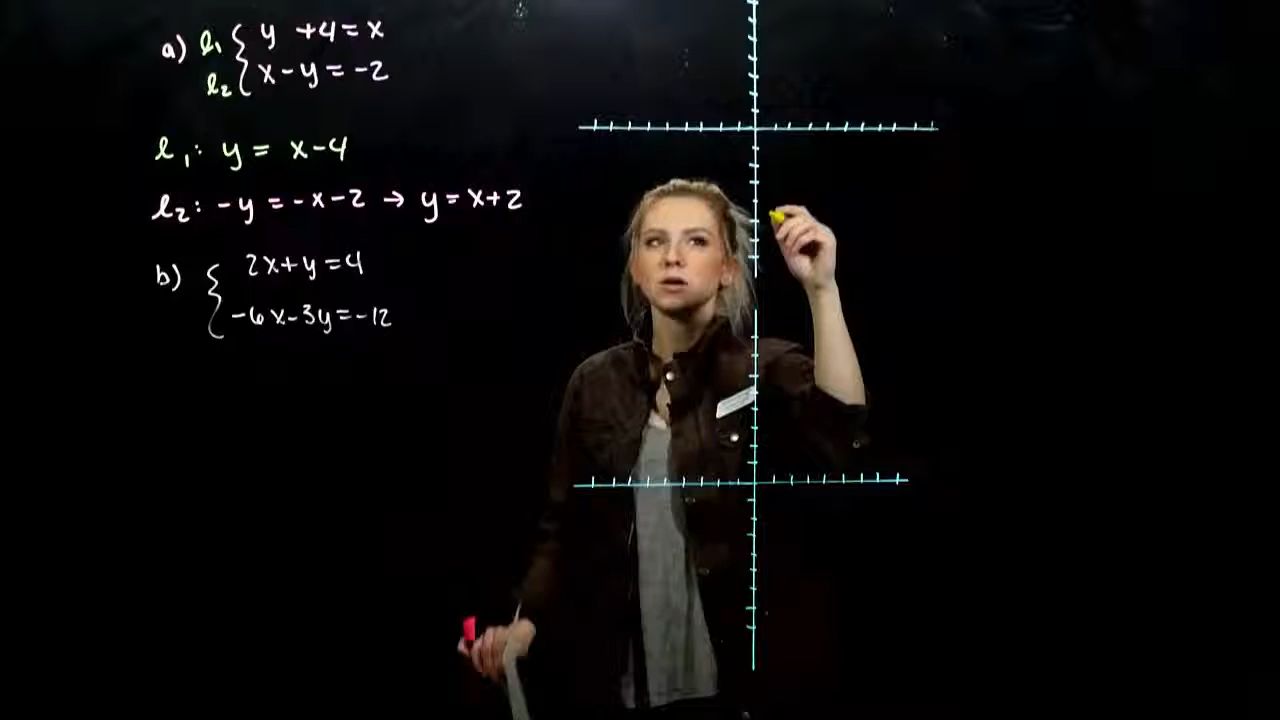 a) l₁ { y +4 = x
l₂ { x - y = -2
l₁: y = x-4
l₂: -y = -x-2 → y = x+2
b) { 2x+y=4
-6x-3y=-12